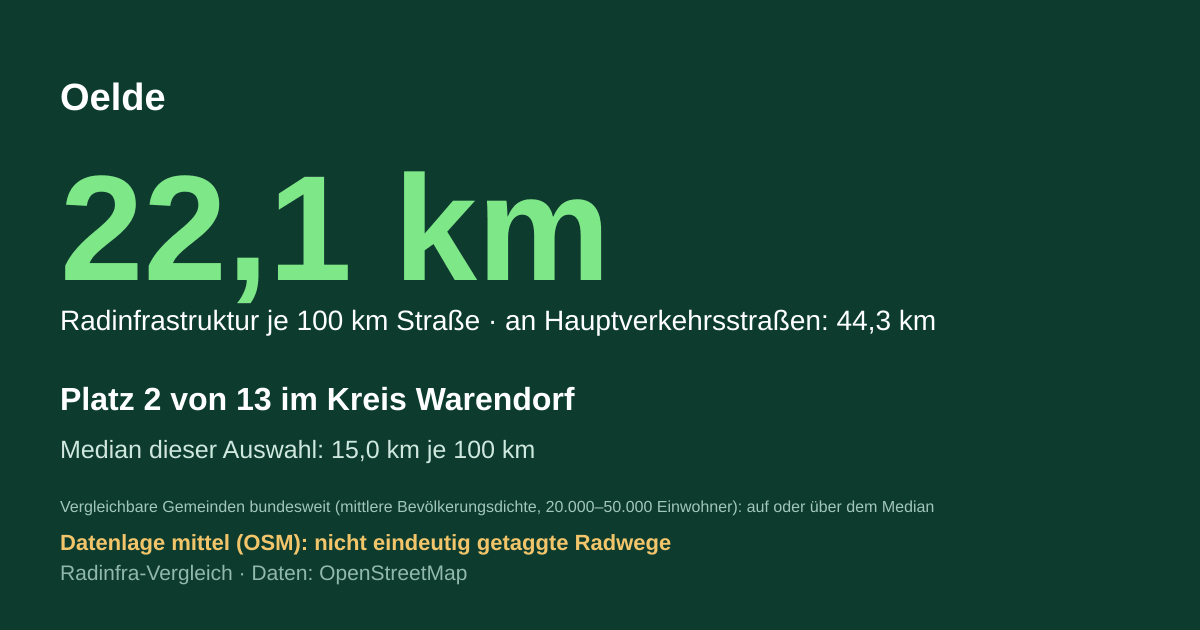 Oelde
22,1 km
Radinfrastruktur je 100 km Straße · an Hauptverkehrsstraßen: 44,3 km
Platz 2 von 13 im Kreis Warendorf
Median dieser Auswahl: 15,0 km je 100 km
Vergleichbare Gemeinden bundesweit (mittlere Bevölkerungsdichte, 20.000–50.000 Einwohner): auf oder über dem Median
Datenlage mittel (OSM): nicht eindeutig getaggte Radwege
Radinfra-Vergleich · Daten: OpenStreetMap